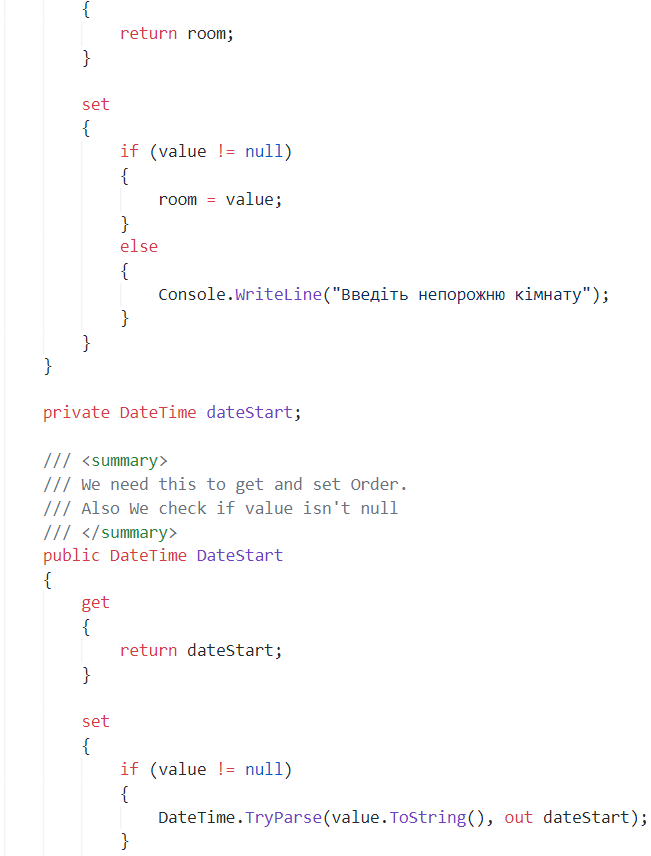 {
return room;
}
set
{
if (value != null)
{
room = value;
}
else
{
Console.WriteLine("Введіть непорожню кімнату");
}
}
}
private DateTime dateStart;
/// <summary>
/// We need this to get and set Order.
/// Also We check if value isn't null
/// </summary>
public DateTime DateStart
{
get
{
return dateStart;
}
set
{
if (value != null)
{
DateTime.TryParse(value.ToString(), out dateStart);
}